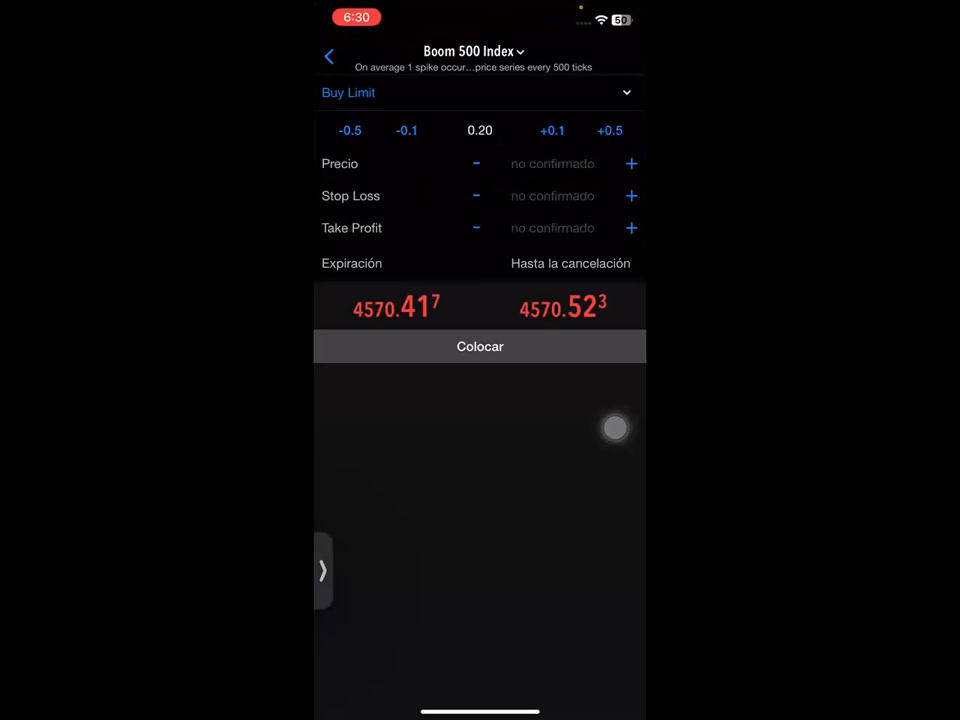 6:30
50
Boom 500 Index
On average 1 spike occur...price series every 500 ticks
Buy Limit
-0.5 -0.1 0.20 +0.1 +0.5
Precio - no confirmado +
Stop Loss - no confirmado +
Take Profit - no confirmado +
Expiración Hasta la cancelación
4570.417 4570.523
Colocar